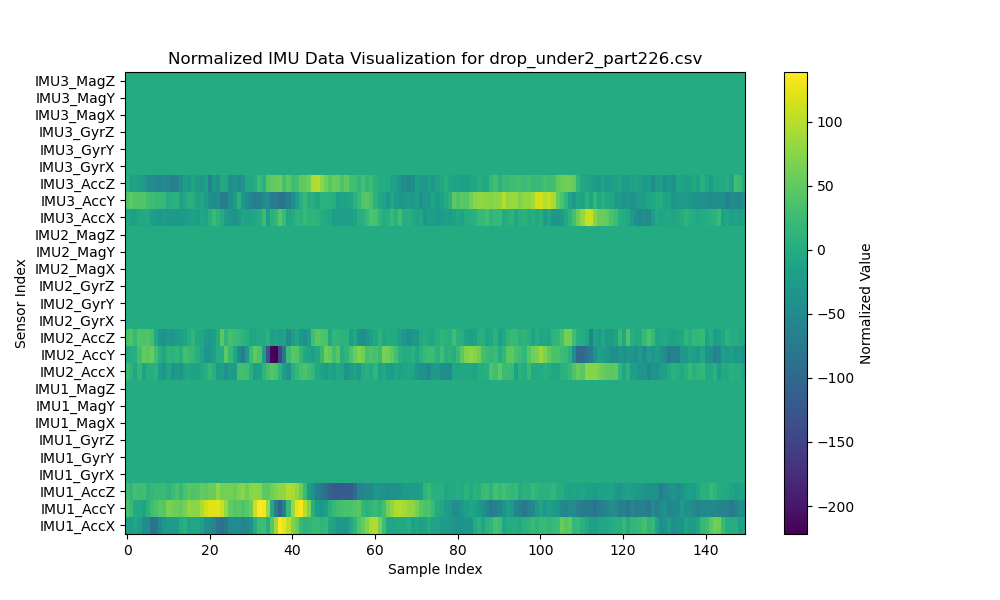 Normalized IMU Data Visualization for drop_under2_part226.csv
IMU3_MagZ
IMU3_MagY
IMU3_MagX
IMU3_GyrZ
IMU3_GyrY
IMU3_GyrX
IMU3_AccZ
IMU3_AccY
IMU3_AccX
IMU2_MagZ
IMU2_MagY
IMU2_MagX
IMU2_GyrZ
IMU2_GyrY
IMU2_GyrX
IMU2_AccZ
IMU2_AccY
IMU2_AccX
IMU1_MagZ
IMU1_MagY
IMU1_MagX
IMU1_GyrZ
IMU1_GyrY
IMU1_GyrX
IMU1_AccZ
IMU1_AccY
IMU1_AccX
Sensor Index
0 20 40 60 80 100 120 140
Sample Index
100
50
0
−50
−100
−150
−200
Normalized Value